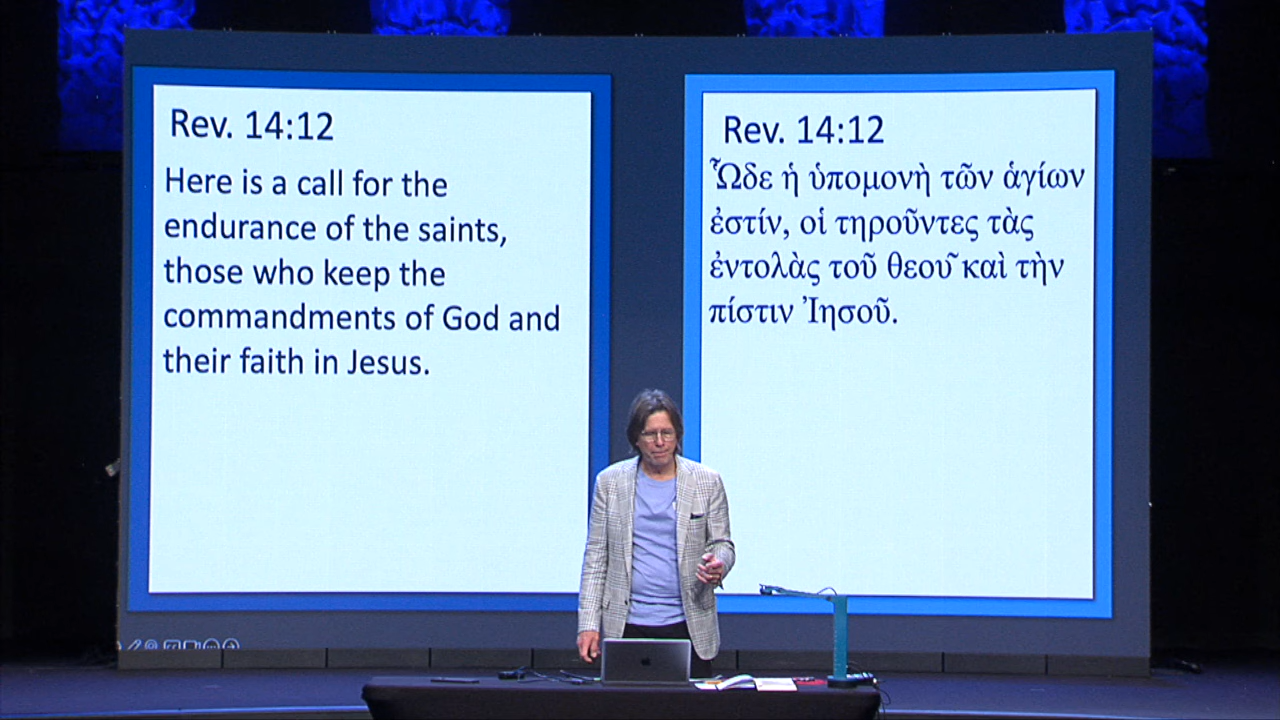 Rev. 14:12
Here is a call for the
endurance of the saints,
those who keep the
commandments of God and
their faith in Jesus.
Rev. 14:12
Ὧδε ἡ ὑπομονὴ τῶν ἁγίων
ἐστίν, οἱ τηροῦντες τὰς
ἐντολὰς τοῦ θεοῦ καὶ τὴν
πίστιν Ἰησοῦ.